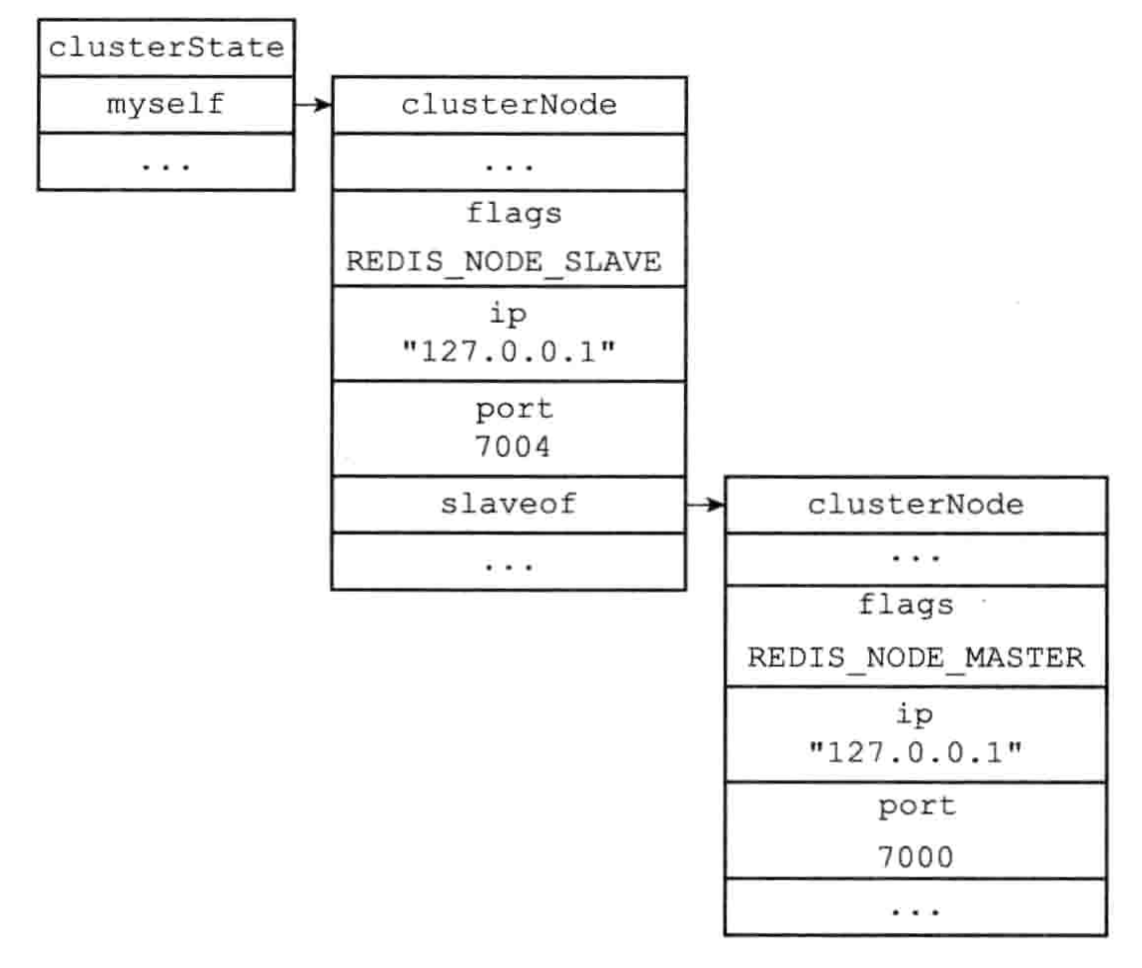 clusterState
myself
...
clusterNode
...
flags
REDIS_NODE_SLAVE
ip
"127.0.0.1"
port
7004
slaveof
...
clusterNode
...
flags
REDIS_NODE_MASTER
ip
"127.0.0.1"
port
7000
...